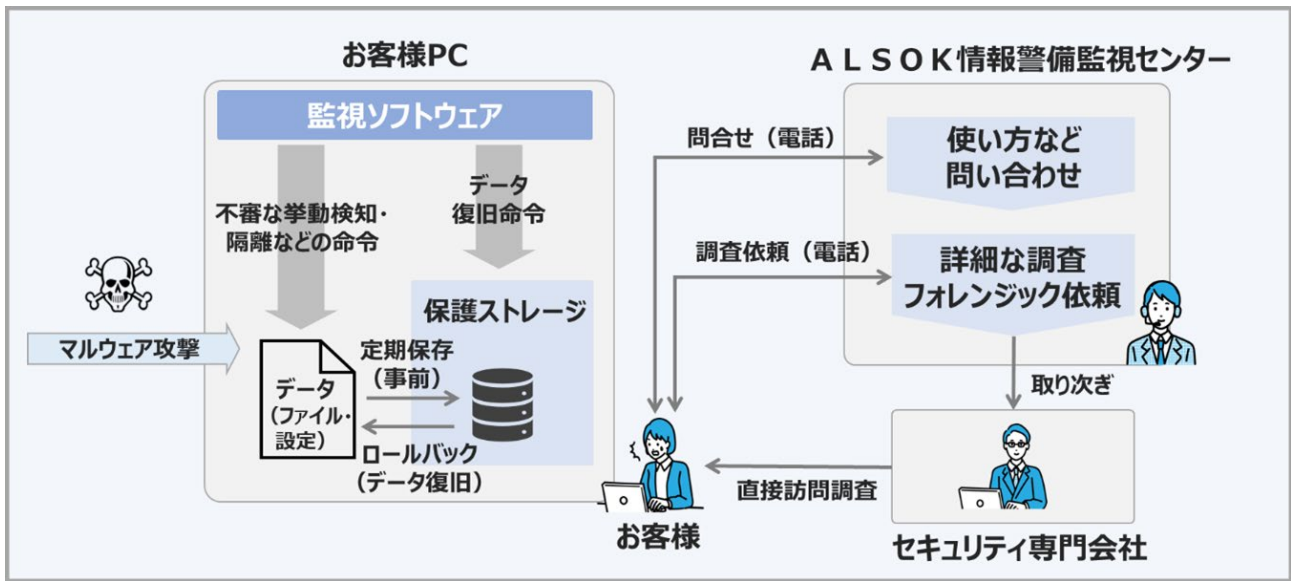 お客様PC
監視ソフトウェア
不審な挙動検知・
隔離などの命令
データ
復旧命令
マルウェア攻撃
保護ストレージ
データ
(ファイル・
設定)
定期保存
(事前)
ロールバック
(データ復旧)
お客様
問合せ（電話）
調査依頼（電話）
ＡＬＳＯＫ情報警備監視センター
使い方など
問い合わせ
詳細な調査
フォレンジック依頼
取り次ぎ
直接訪問調査
セキュリティ専門会社